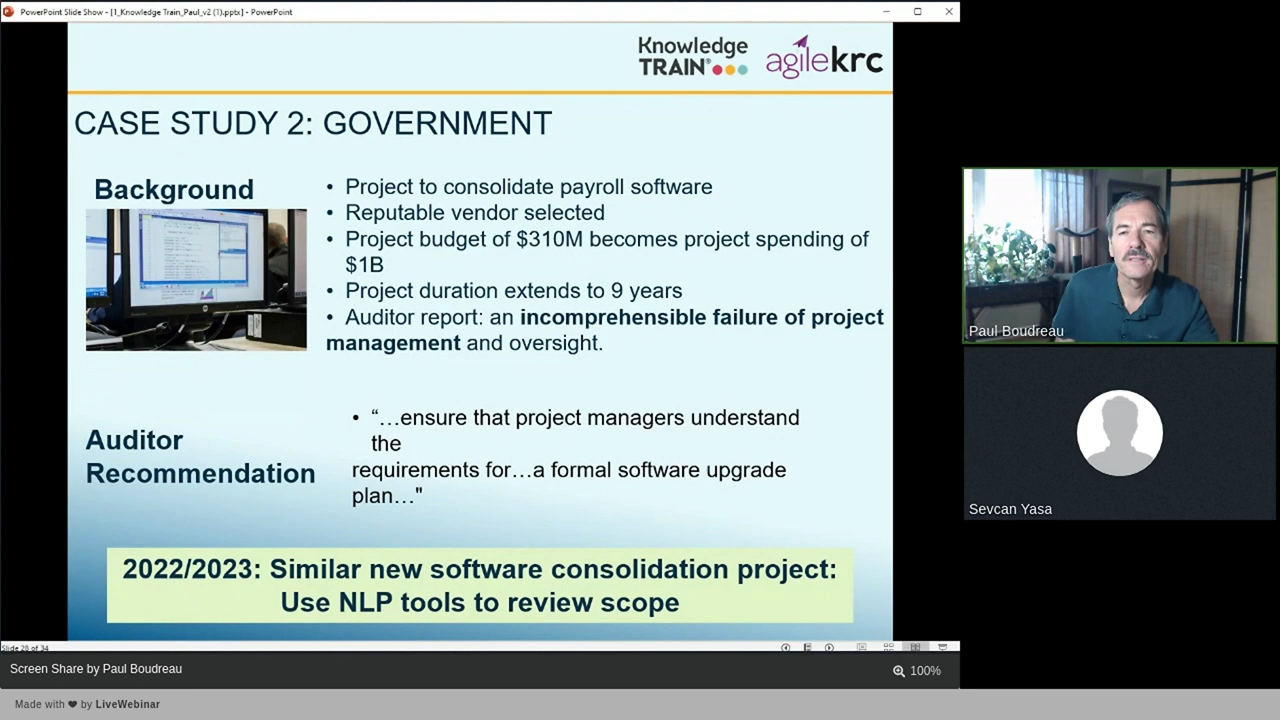 PowerPoint Slide Show - [1_Knowledge Train_Paul_v2 (1).pptx] - PowerPoint
Knowledge
TRAIN®
agilekrc
CASE STUDY 2: GOVERNMENT
Background
• Project to consolidate payroll software
• Reputable vendor selected
• Project budget of $310M becomes project spending of
$1B
• Project duration extends to 9 years
• Auditor report: an incomprehensible failure of project
management and oversight.
Auditor
Recommendation
• “…ensure that project managers understand
the
requirements for…a formal software upgrade
plan…"
2022/2023: Similar new software consolidation project:
Use NLP tools to review scope
Slide 28 of 34
Paul Boudreau
Sevcan Yasa
Screen Share by Paul Boudreau
100%
Made with ❤ by LiveWebinar